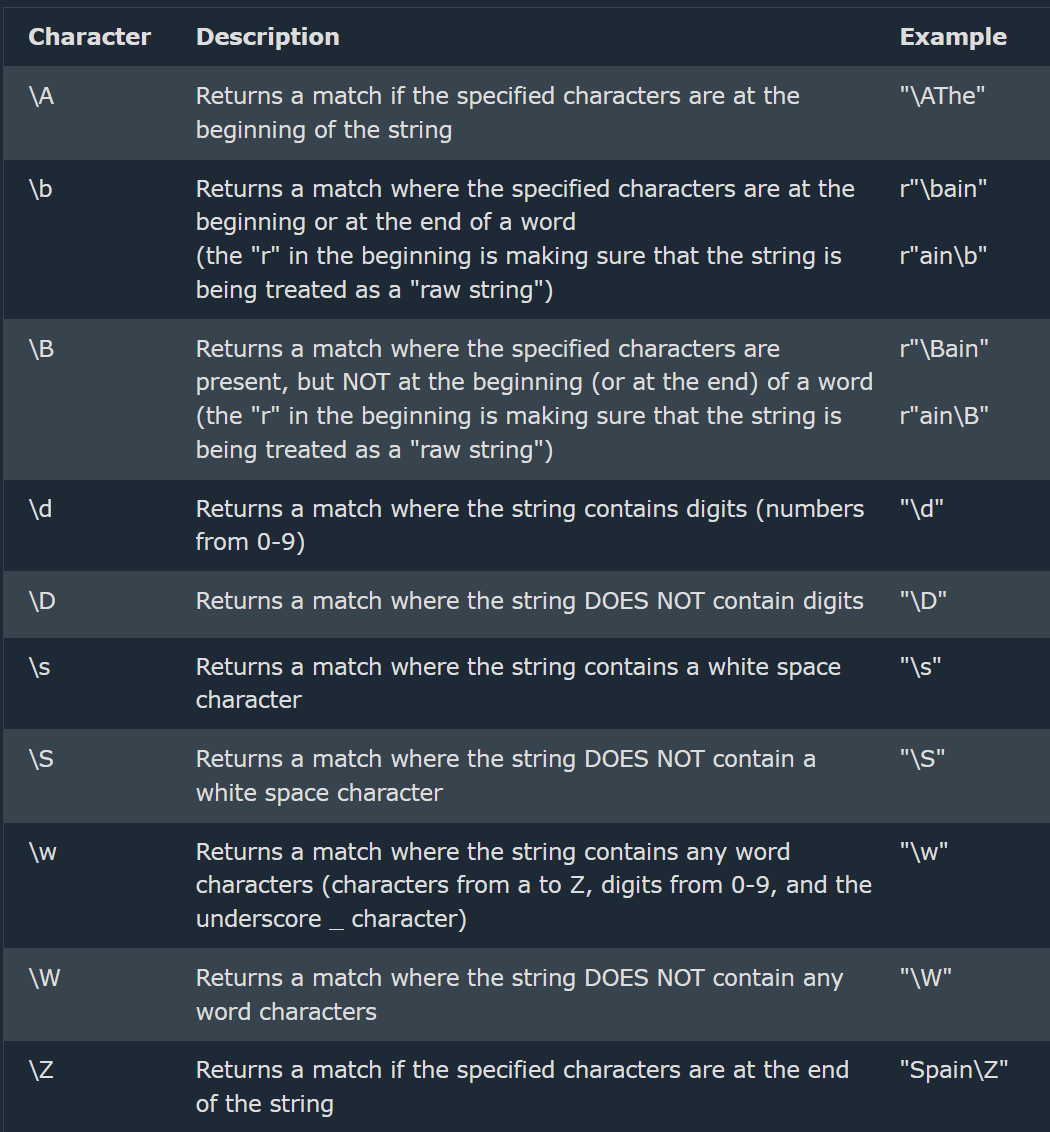 Character Description Example
\A Returns a match if the specified characters are at the "\AThe"
beginning of the string
\b Returns a match where the specified characters are at the r"\bain"
beginning or at the end of a word
(the "r" in the beginning is making sure that the string is r"ain\b"
being treated as a "raw string")
\B Returns a match where the specified characters are r"\Bain"
present, but NOT at the beginning (or at the end) of a word
(the "r" in the beginning is making sure that the string is r"ain\B"
being treated as a "raw string")
\d Returns a match where the string contains digits (numbers "\d"
from 0-9)
\D Returns a match where the string DOES NOT contain digits "\D"
\s Returns a match where the string contains a white space "\s"
character
\S Returns a match where the string DOES NOT contain a "\S"
white space character
\w Returns a match where the string contains any word "\w"
characters (characters from a to Z, digits from 0-9, and the
underscore _ character)
\W Returns a match where the string DOES NOT contain any "\W"
word characters
\Z Returns a match if the specified characters are at the end "Spain\Z"
of the string